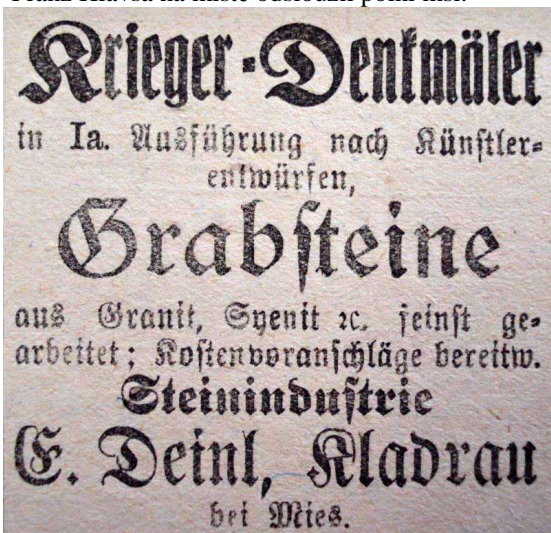 Krieger-Denkmäler
in Ia. Ausführung nach Künstler-
entwürfen,
Grabsteine
aus Granit, Syenit ꝛc. feinst ge-
arbeitet; Kostenvoranschläge bereitw.
Steinindustrie
E. Deinl, Kladrau
bei Mies.